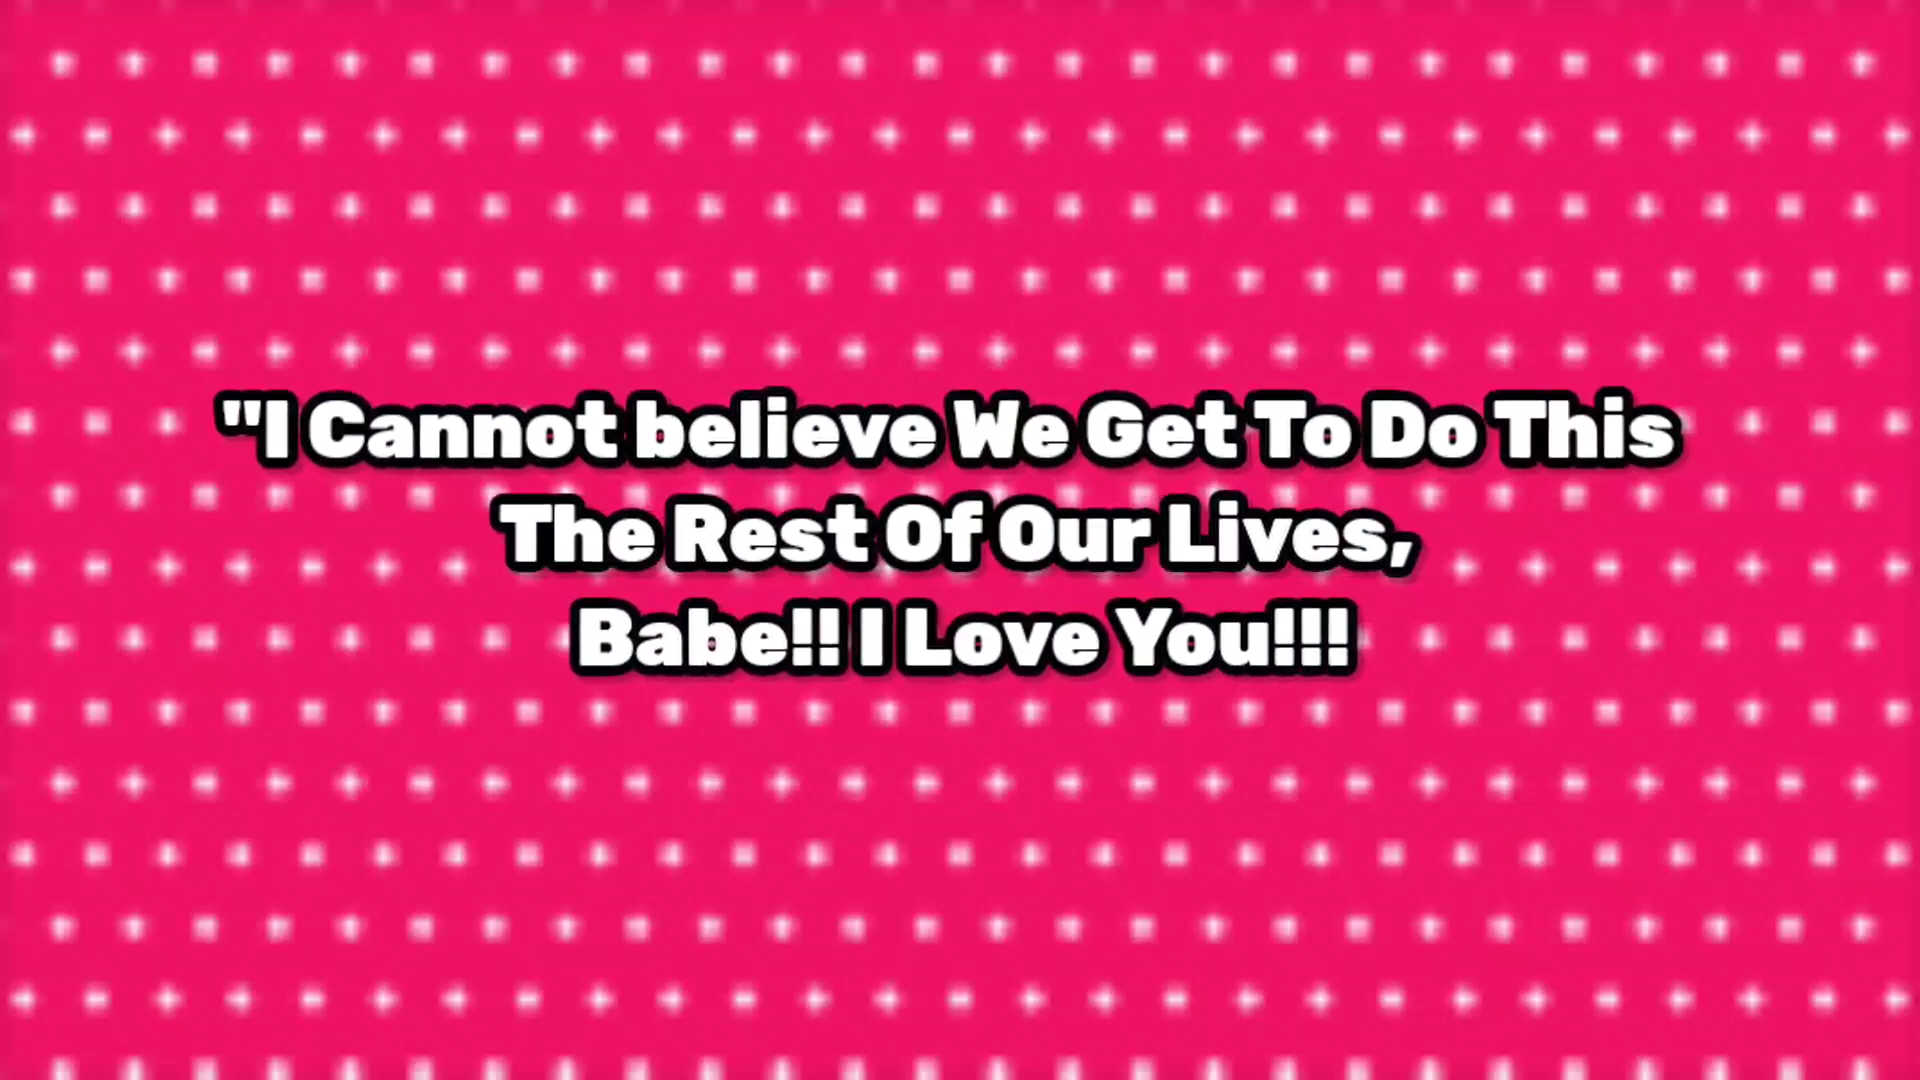 "I Cannot believe We Get To Do This
The Rest Of Our Lives,
Babe!! I Love You!!!